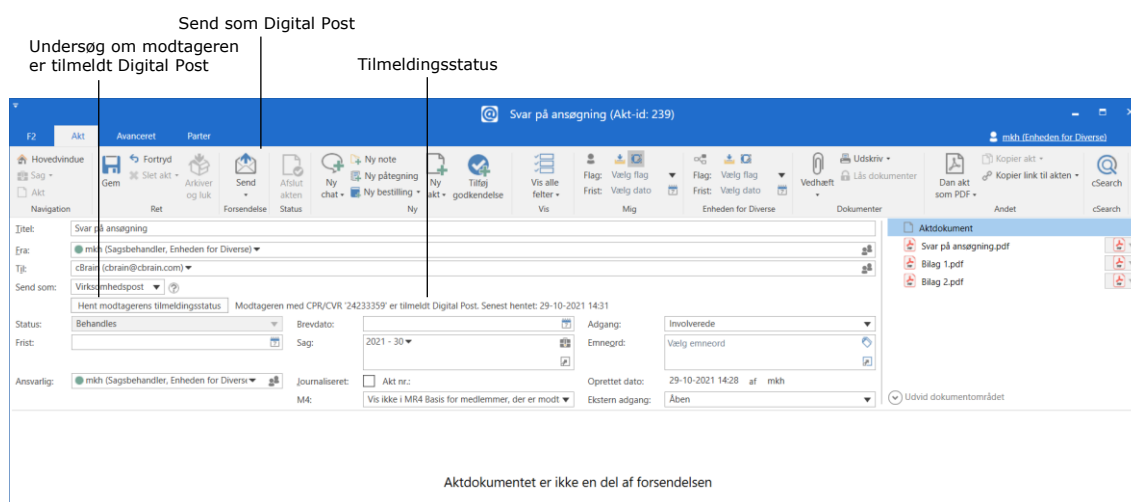 Send som Digital Post
Undersøg om modtageren
er tilmeldt Digital Post
Tilmeldingsstatus
Svar på ansøgning (Akt-id: 239)
F2 Akt Avanceret Parter mkh (Enheden for Diverse)
Hovedvindue
Sag
Akt
Navigation
Gem
Fortryd
Slet akt
Arkiver
og luk
Ret
Send
Forsendelse
Afslut
akten
Status
Ny
chat
Ny note
Ny påtegning
Ny bestilling
Ny
akt
Tilføj
godkendelse
Ny
Vis alle
felter
Vis
Flag: Vælg flag
Frist: Vælg dato
Mig
Flag: Vælg flag
Frist: Vælg dato
Enheden for Diverse
Vedhæft
Udskriv
Lås dokumenter
Dokumenter
Dan akt
som PDF
Kopier akt
Kopier link til akten
Andet
cSearch
cSearch
Titel: Svar på ansøgning
Fra: mkh (Sagsbehandler, Enheden for Diverse)
Til: cBrain (cbrain@cbrain.com)
Send som: Virksomhedspost
Hent modtagerens tilmeldingsstatus Modtageren med CPR/CVR '24233359' er tilmeldt Digital Post. Senest hentet: 29-10-2021 14:31
Status: Behandles Brevdato: Adgang: Involverede
Frist: Sag: 2021 - 30 Emneord: Vælg emneord
Ansvarlig: mkh (Sagsbehandler, Enheden for Diverse Journaliseret: Akt nr.: Oprettet dato: 29-10-2021 14:28 af mkh
M4: Vis ikke i MR4 Basis for medlemmer, der er modt Ekstern adgang: Åben
Aktdokument
Svar på ansøgning.pdf
Bilag 1.pdf
Bilag 2.pdf
Udvid dokumentområdet
Aktdokumentet er ikke en del af forsendelsen